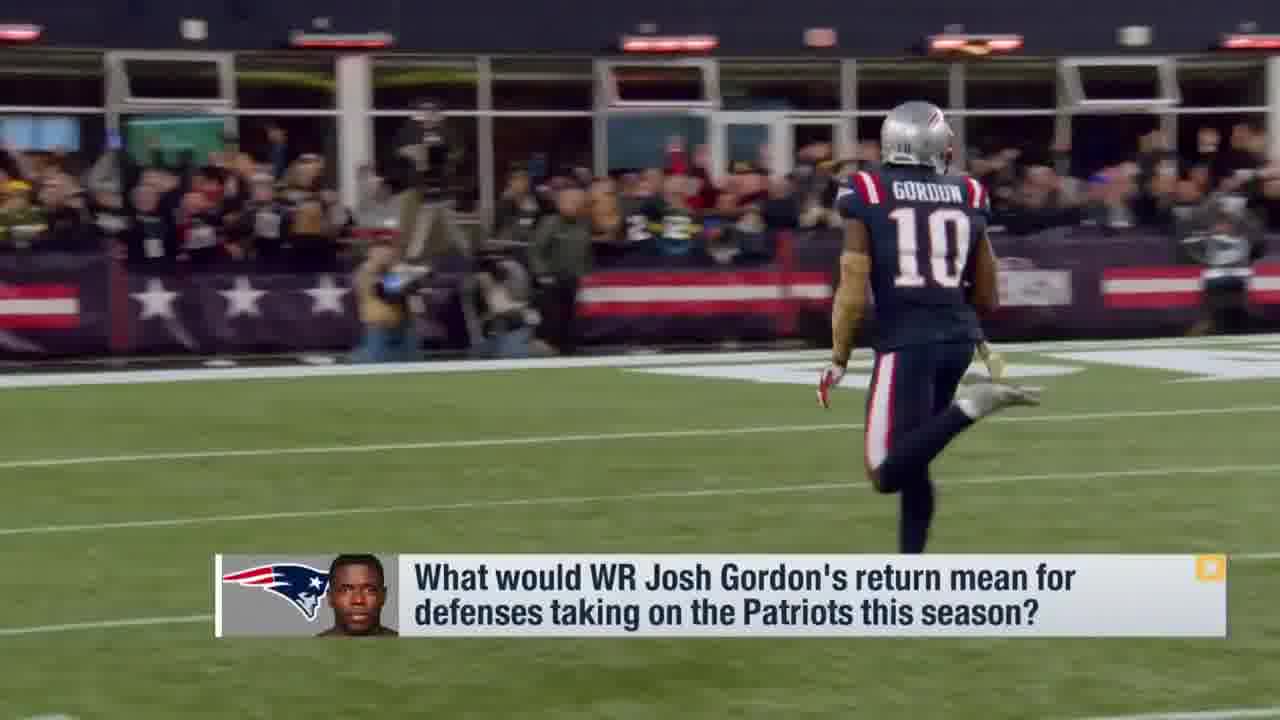 GORDON
10
What would WR Josh Gordon's return mean for
defenses taking on the Patriots this season?